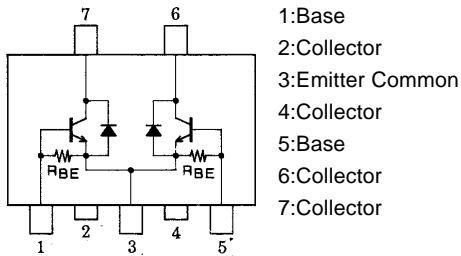 7 6
RBE RBE
1 2 3 4 5
1:Base
2:Collector
3:Emitter Common
4:Collector
5:Base
6:Collector
7:Collector